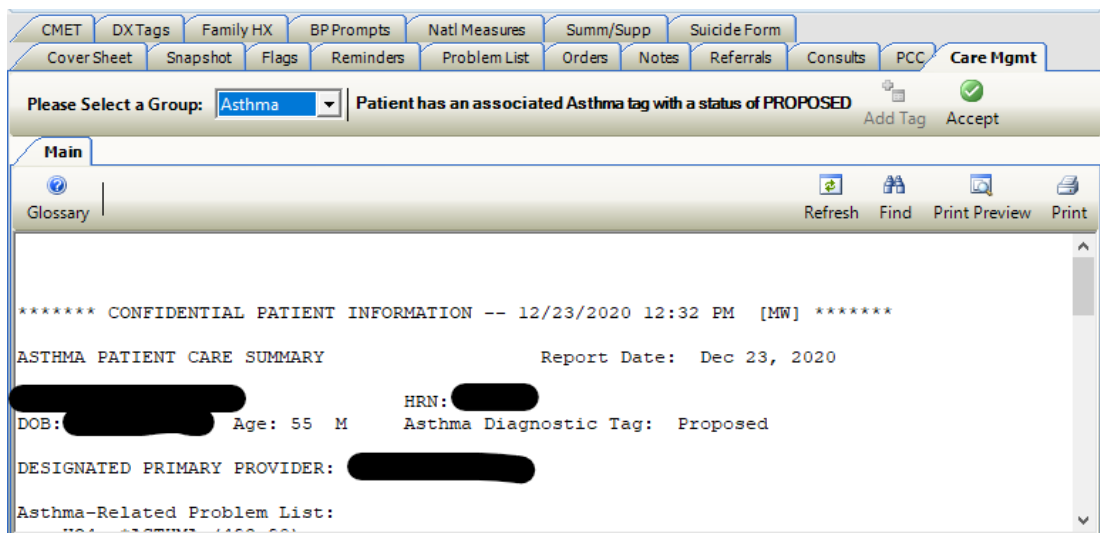 CMET DX Tags Family HX BP Prompts Natl Measures Summ/Supp Suicide Form
Cover Sheet Snapshot Flags Reminders Problem List Orders Notes Referrals Consults PCC Care Mgmt
Please Select a Group: Asthma Patient has an associated Asthma tag with a status of PROPOSED Add Tag Accept
Main
Glossary Refresh Find Print Preview Print
******* CONFIDENTIAL PATIENT INFORMATION -- 12/23/2020 12:32 PM [MW] *******
ASTHMA PATIENT CARE SUMMARY Report Date: Dec 23, 2020
HRN:
DOB: Age: 55 M Asthma Diagnostic Tag: Proposed
DESIGNATED PRIMARY PROVIDER:
Asthma-Related Problem List: